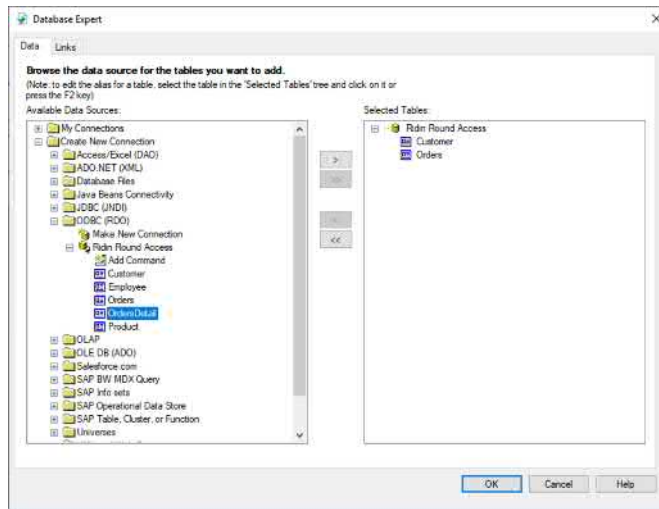 Database Expert
Data Links
Browse the data source for the tables you want to add.
(Note: to edit the alias for a table, select the table in the 'Selected Tables' tree and click on it or
press the F2 key)
Available Data Sources:
My Connections
Create New Connection
Access/Excel (DAO)
ADO.NET (XML)
Database Files
Java Beans Connectivity
JDBC (JNDI)
ODBC (RDO)
Make New Connection
Ridin Round Access
Add Command
Customer
Employee
Orders
OrdersDetail
Product
OLAP
OLE DB (ADO)
Salesforce.com
SAP BW MDX Query
SAP Info sets
SAP Operational Data Store
SAP Table, Cluster, or Function
Universes
>
>>
<
<<
Selected Tables:
Ridin Round Access
Customer
Orders
OK Cancel Help